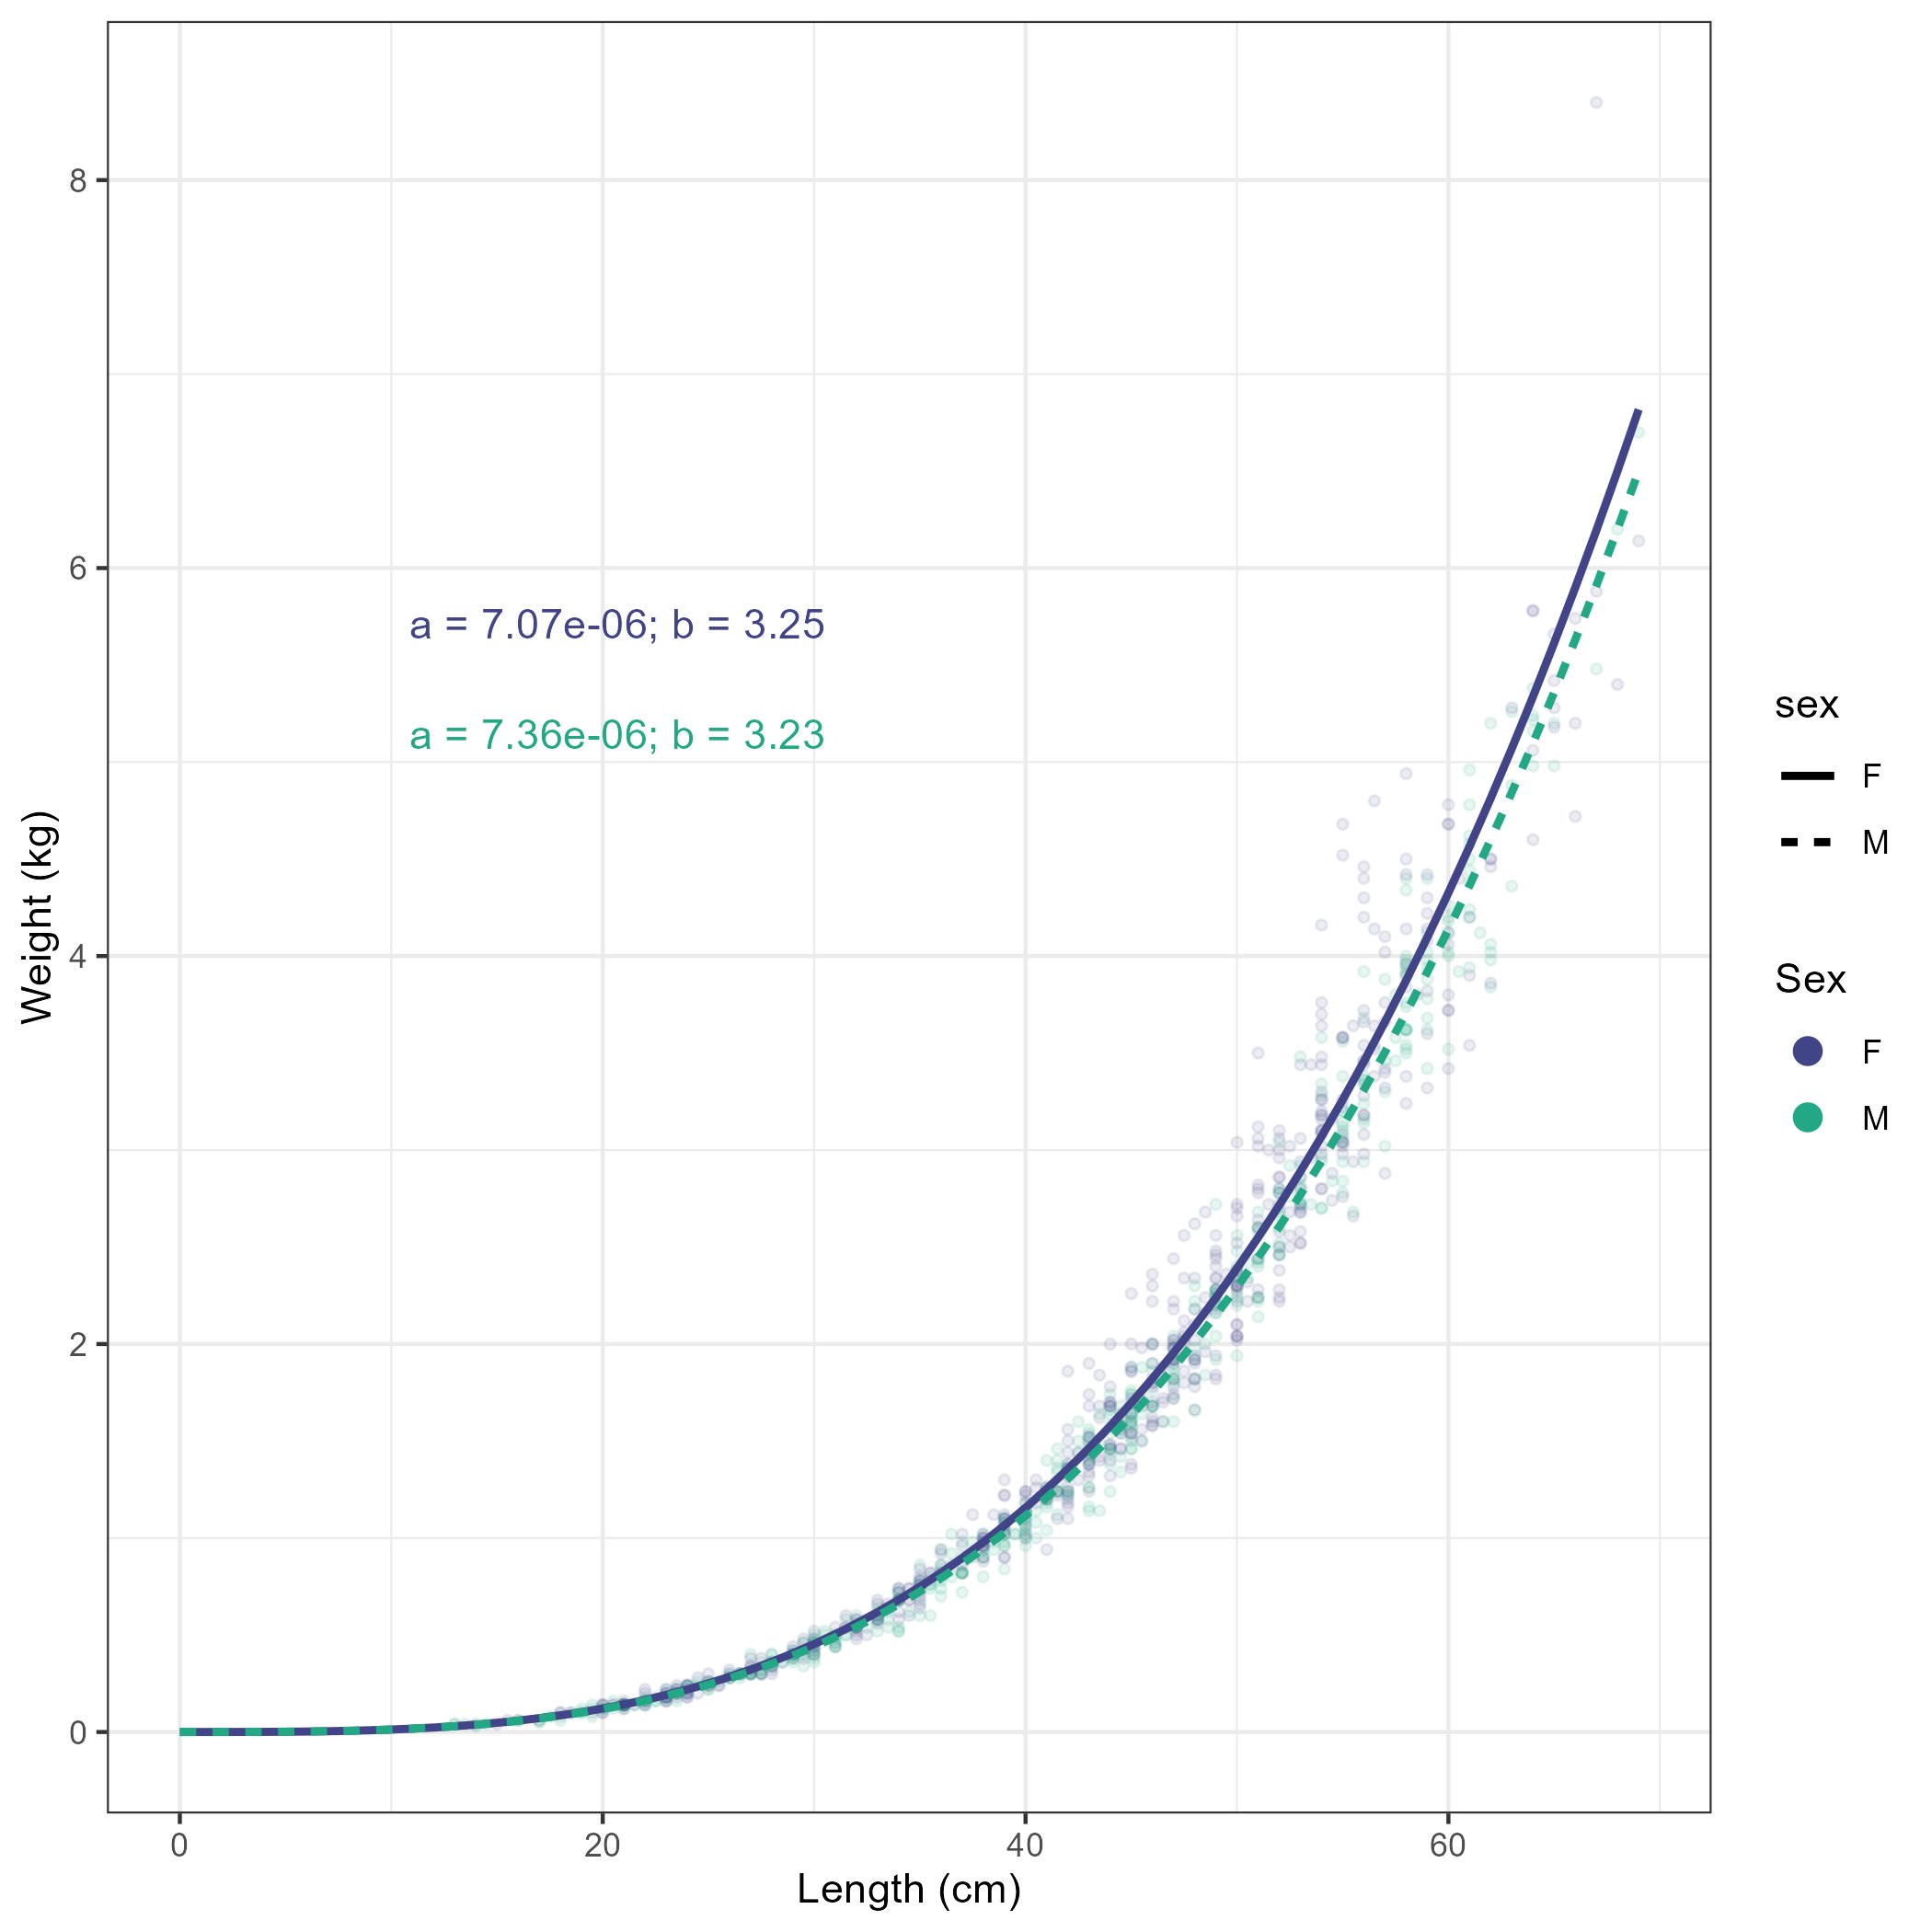 8
6
4
2
0
Weight (kg)
a = 7.07e-06; b = 3.25
a = 7.36e-06; b = 3.23
0
20
40
60
Length (cm)
sex
F
M
Sex
F
M